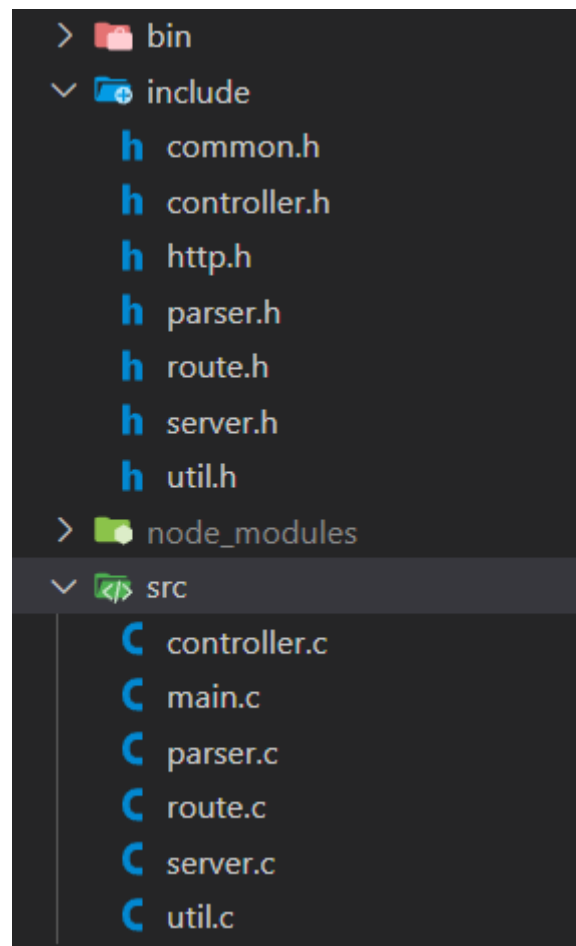 bin
include
h common.h
h controller.h
h http.h
h parser.h
h route.h
h server.h
h util.h
node_modules
</> src
C controller.c
C main.c
C parser.c
C route.c
C server.c
C util.c